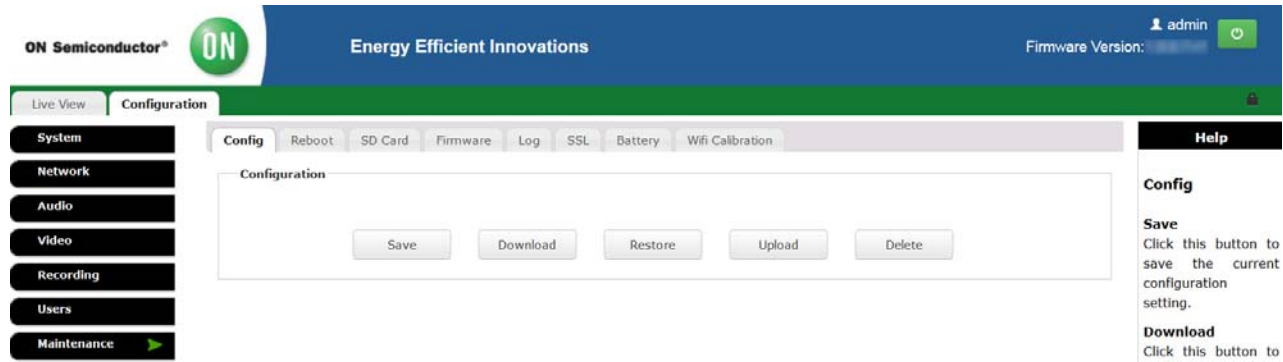 ON Semiconductor®
ON
Energy Efficient Innovations
admin
Firmware Version:
Live View
Configuration
System
Network
Audio
Video
Recording
Users
Maintenance
Config
Reboot
SD Card
Firmware
Log
SSL
Battery
Wifi Calibration
Configuration
Save
Download
Restore
Upload
Delete
Help
Config
Save
Click this button to
save the current
configuration
setting.
Download
Click this button to